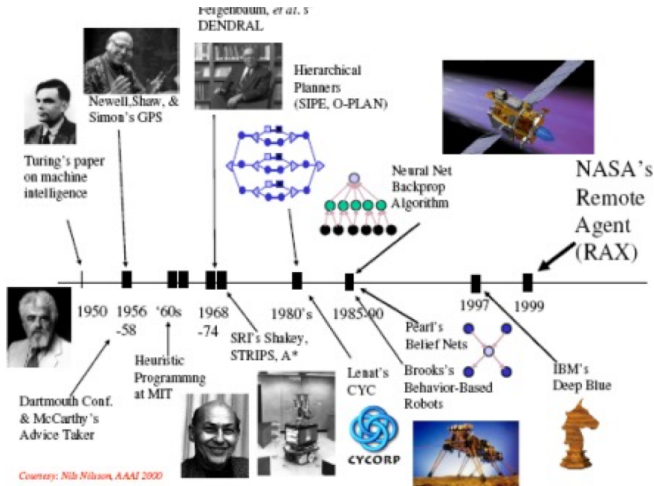 Feigenbaum, et al.'s
DENDRAL
Newell,Shaw, &
Simon's GPS
Hierarchical
Planners
(SIPE, O-PLAN)
Turing's paper
on machine
intelligence
Neural Net
Backprop
Algorithm
NASA's
Remote
Agent
(RAX)
1950
1956
-58
'60s
1968
-74
1980's
1985-90
1997
1999
SRI's Shakey,
STRIPS, A*
Pearl's
Belief Nets
Heuristic
Programmng
at MIT
Lenat's
CYC
Brooks's
Behavior-Based
Robots
IBM's
Deep Blue
Dartmouth Conf.
& McCarthy's
Advice Taker
CYCORP
Courtesy: Nils Nilsson, AAAI 2000